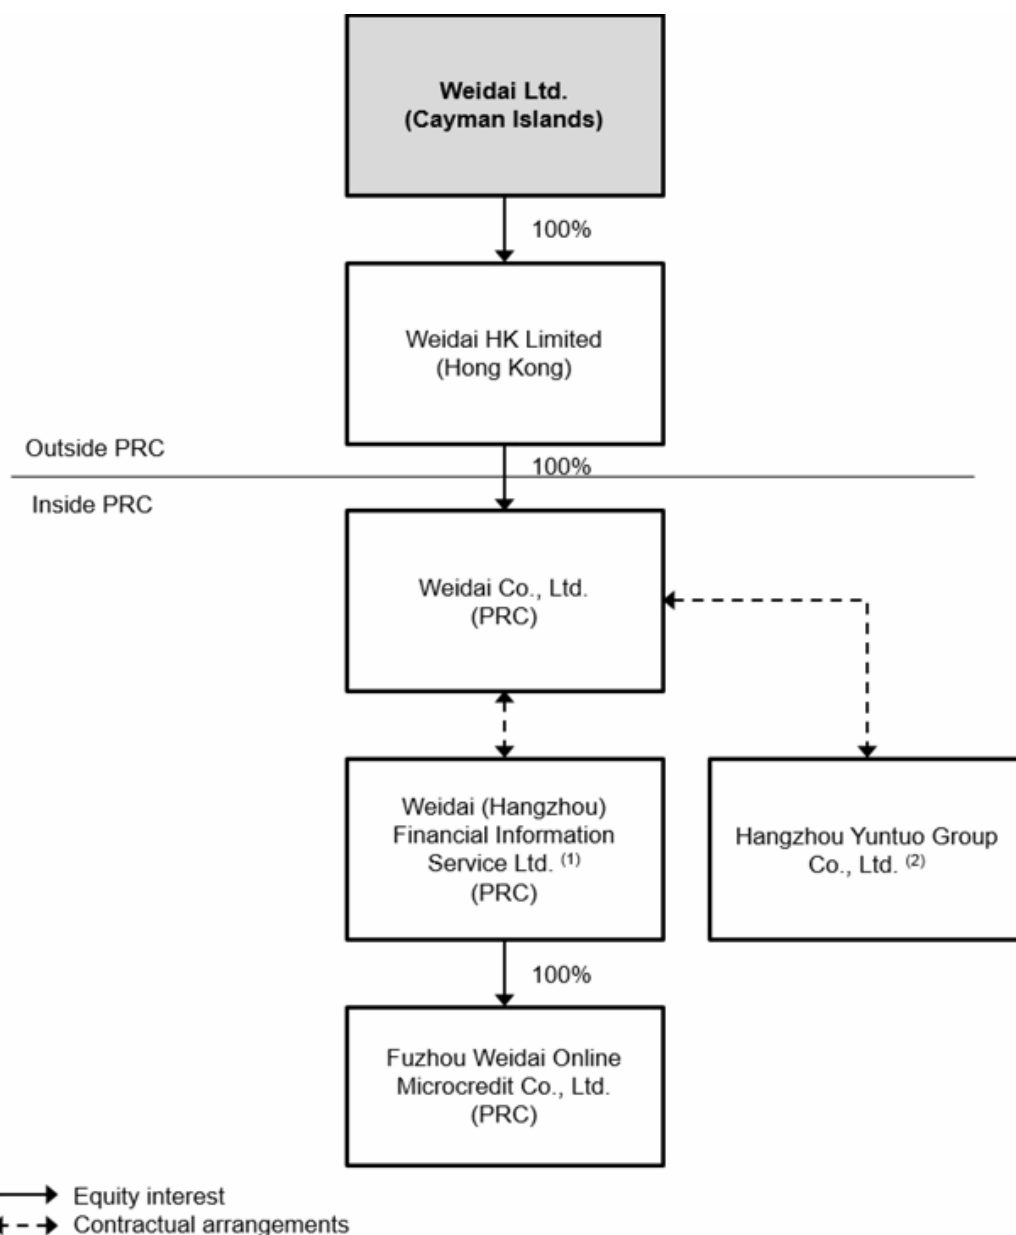 Weidai Ltd.
(Cayman Islands)
100%
Weidai HK Limited
(Hong Kong)
Outside PRC
100%
Inside PRC
Weidai Co., Ltd.
(PRC)
Weidai (Hangzhou)
Financial Information
Service Ltd. (1)
(PRC)
Hangzhou Yuntuo Group
Co., Ltd. (2)
100%
Fuzhou Weidai Online
Microcredit Co., Ltd.
(PRC)
Equity interest
Contractual arrangements